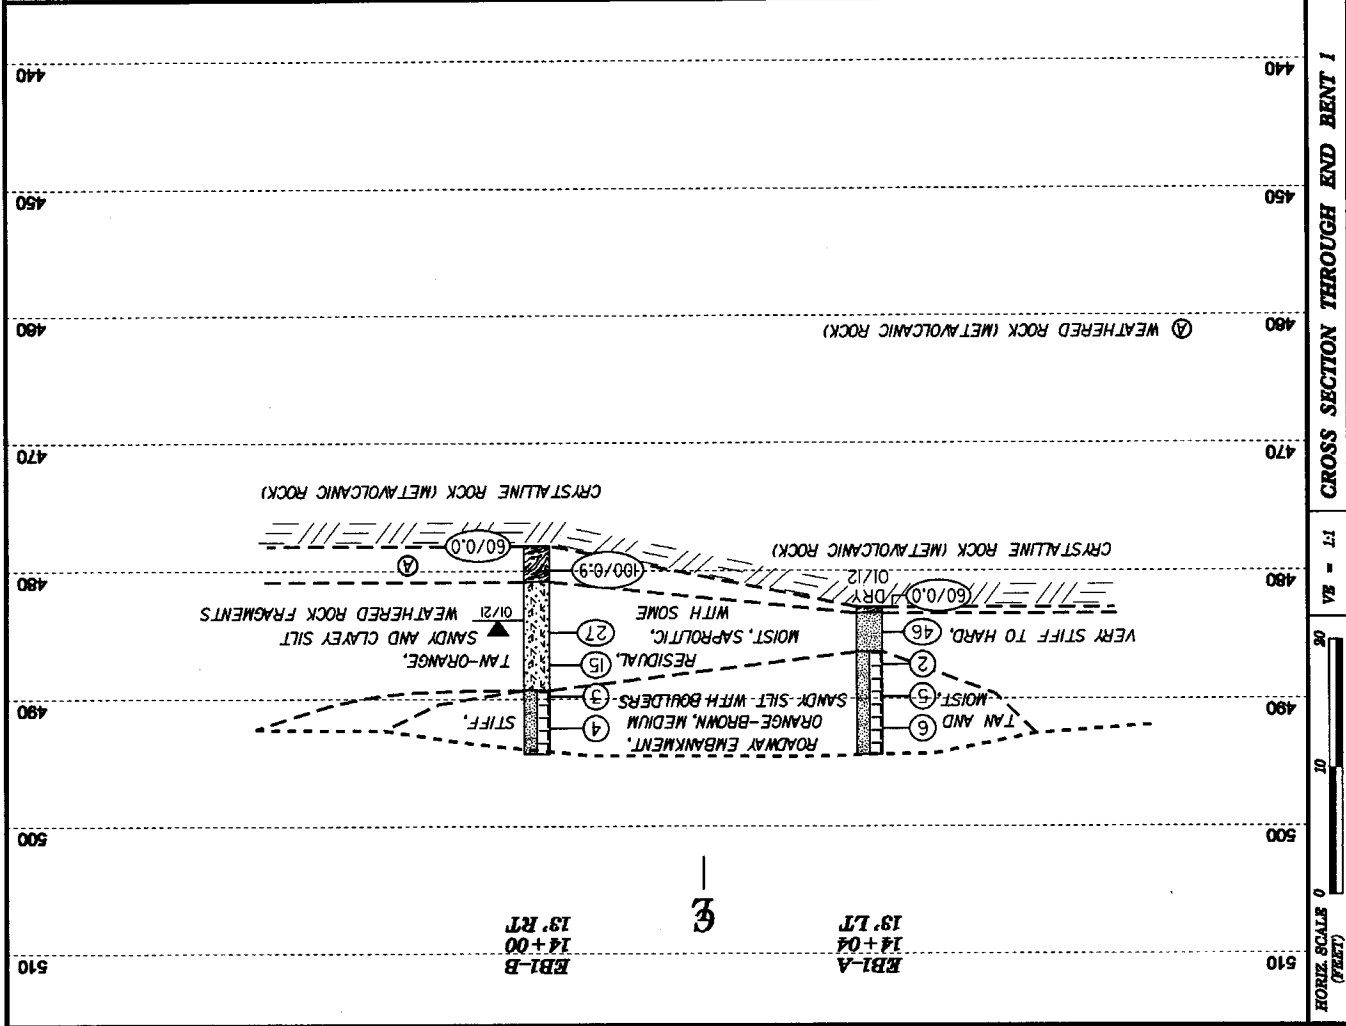 EB1-A
14+04
13' LT
EB1-B
14+00
13' RT
℄
510
510
500
500
490
490
480
480
470
470
460
460
450
450
440
440
ROADWAY EMBANKMENT,
TAN AND ORANGE-BROWN, MEDIUM STIFF,
MOIST, SANDY SILT WITH BOULDERS
6
5
2
46
60/0.0
DRY
4
3
15
27
100/0.9
60/0.0
RESIDUAL, TAN-ORANGE,
VERY STIFF TO HARD, MOIST, SAPROLITIC, SANDY AND CLAYEY SILT
WITH SOME WEATHERED ROCK FRAGMENTS
A
CRYSTALLINE ROCK (METAVOLCANIC ROCK)
CRYSTALLINE ROCK (METAVOLCANIC ROCK)
A WEATHERED ROCK (METAVOLCANIC ROCK)
HORIZ. SCALE
(FEET)
0 10 20
VE = 1:1
CROSS SECTION THROUGH END BENT 1